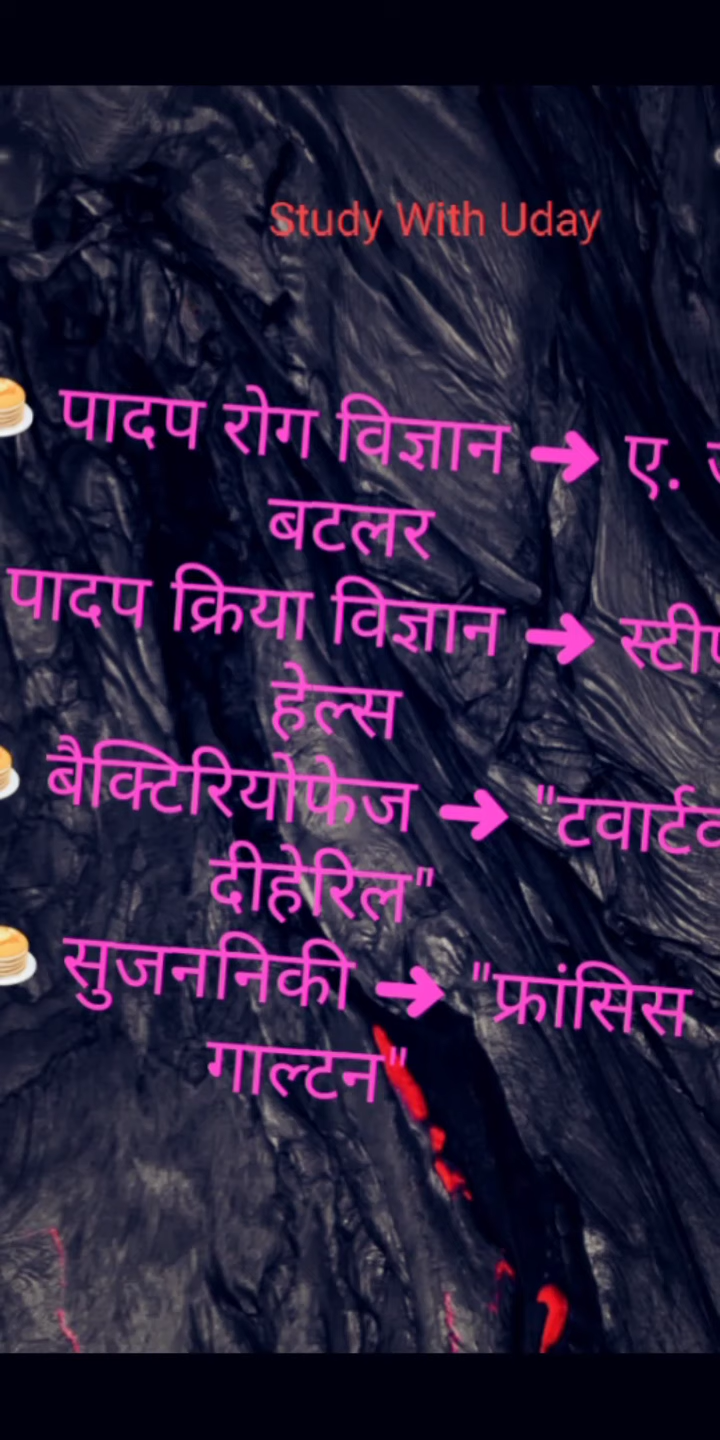 Study With Uday
पादप रोग विज्ञान → ए.
बटलर
पादप क्रिया विज्ञान →
हेल्स
बैक्टिरियोफेज → "
दीहेरिल"
सुजननिकी → "फ्रांसिस
गाल्टन"